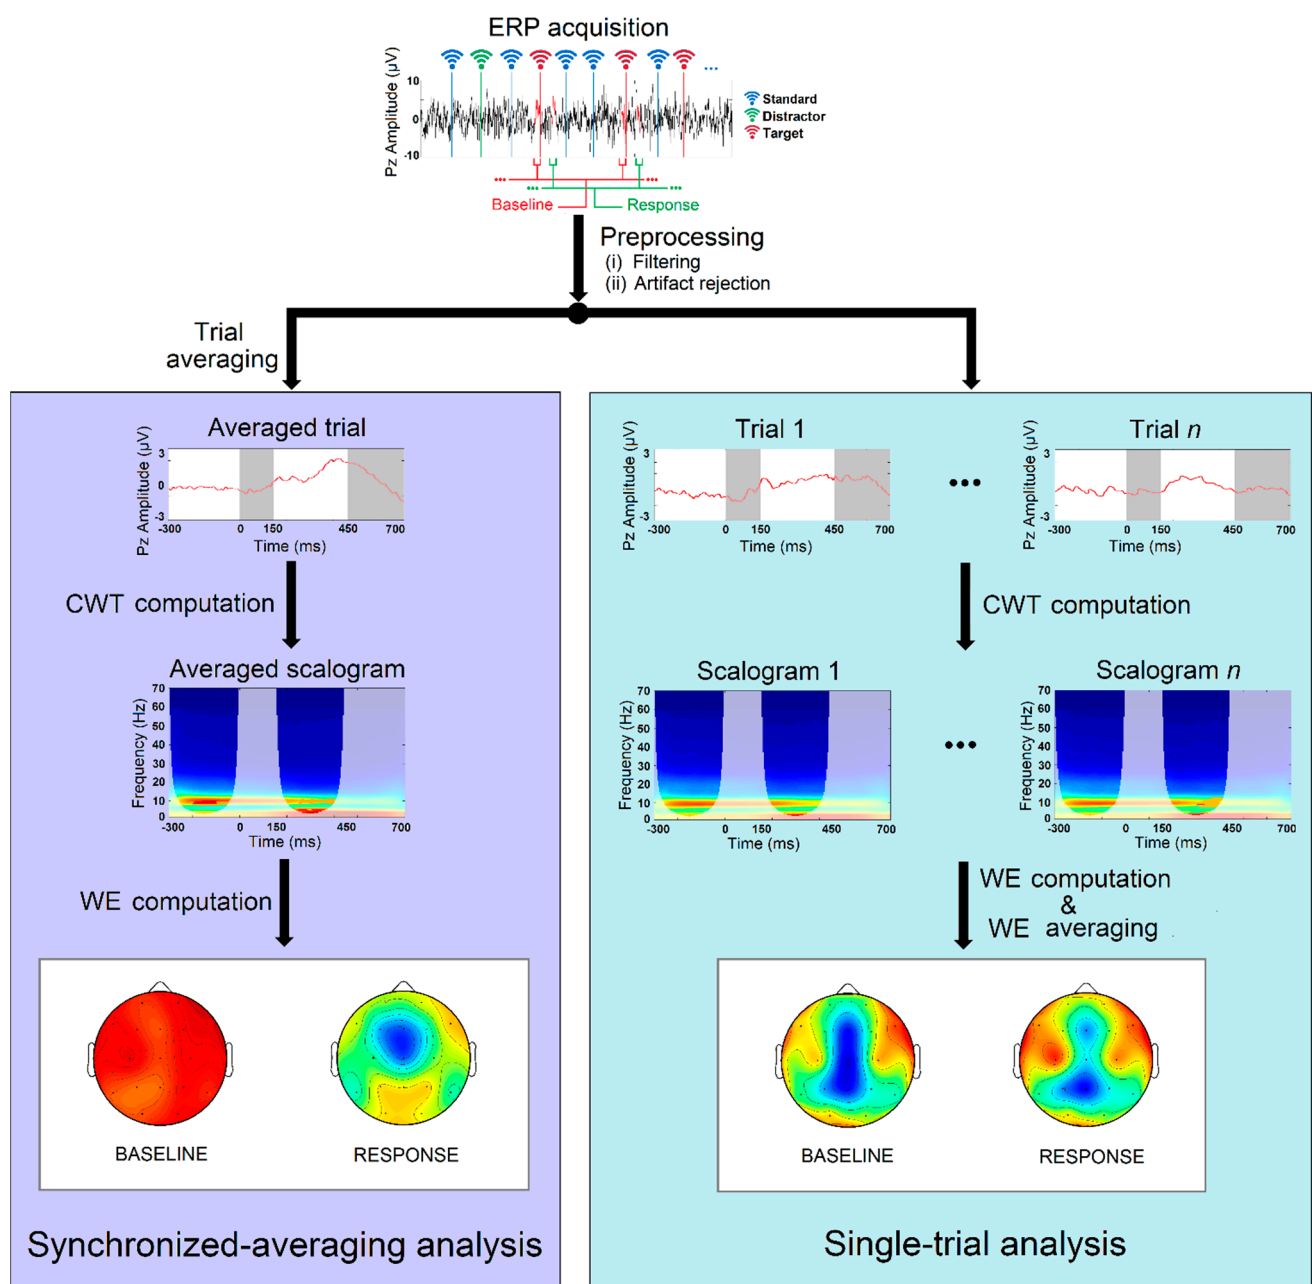 ERP acquisition
Pz Amplitude (µV)
10
0
-10
...
Standard
Distractor
Target
... ...
... ...
Baseline
Response
Preprocessing
(i) Filtering
(ii) Artifact rejection
Trial
averaging
Averaged trial
Pz Amplitude (µV)
3
0
-3
-300 0 150 450 700
Time (ms)
CWT computation
Averaged scalogram
Frequency (Hz)
70
60
50
40
30
20
10
0
-300 0 150 450 700
Time (ms)
WE computation
BASELINE
RESPONSE
Synchronized-averaging analysis
Trial 1
Pz Amplitude (µV)
3
-3
-300 0 150 450 700
Time (ms)
...
Trial n
Pz Amplitude (µV)
3
-3
-300 0 150 450 700
Time (ms)
CWT computation
Scalogram 1
Frequency (Hz)
70
60
50
40
30
20
10
0
-300 0 150 450 700
Time (ms)
...
Scalogram n
Frequency (Hz)
70
60
50
40
30
20
10
0
-300 0 150 450 700
Time (ms)
WE computation
&
WE averaging
BASELINE
RESPONSE
Single-trial analysis